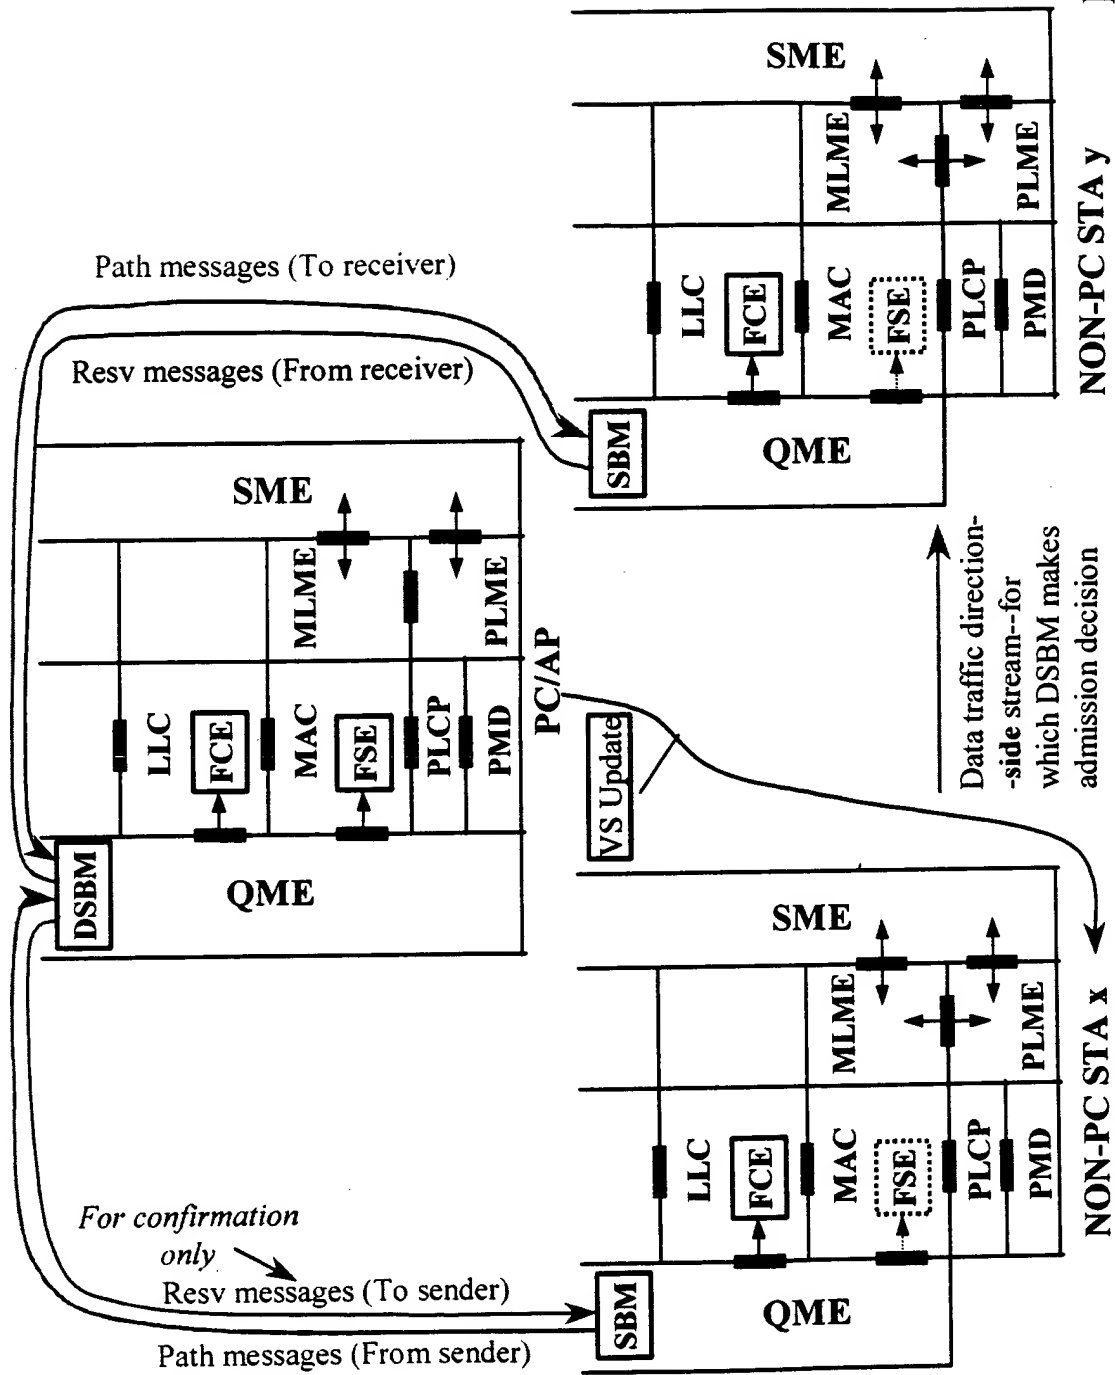 SME
MLME
PLME
LLC
FCE
MAC
FSE
PLCP
PMD
SBM
QME
NON-PC STA y
Path messages (To receiver)
Resv messages (From receiver)
SME
MLME
PLME
LLC
FCE
MAC
FSE
PLCP
PMD
DSBM
QME
PC/AP
VS Update
Data traffic direction-
-side stream--for
which DSBM makes
admission decision
SME
MLME
PLME
LLC
FCE
MAC
FSE
PLCP
PMD
SBM
QME
NON-PC STA x
For confirmation
only
Resv messages (To sender)
Path messages (From sender)